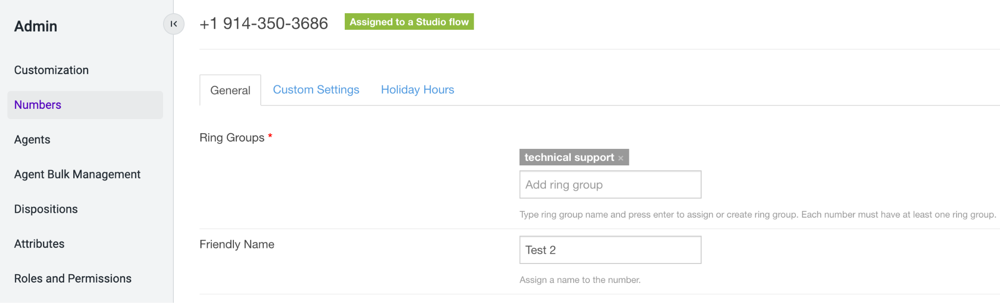 Admin
Customization
Numbers
Agents
Agent Bulk Management
Dispositions
Attributes
Roles and Permissions
+1 914-350-3686
Assigned to a Studio flow
General
Custom Settings
Holiday Hours
Ring Groups *
technical support ×
Add ring group
Type ring group name and press enter to assign or create ring group. Each number must have at least one ring group.
Friendly Name
Test 2
Assign a name to the number.